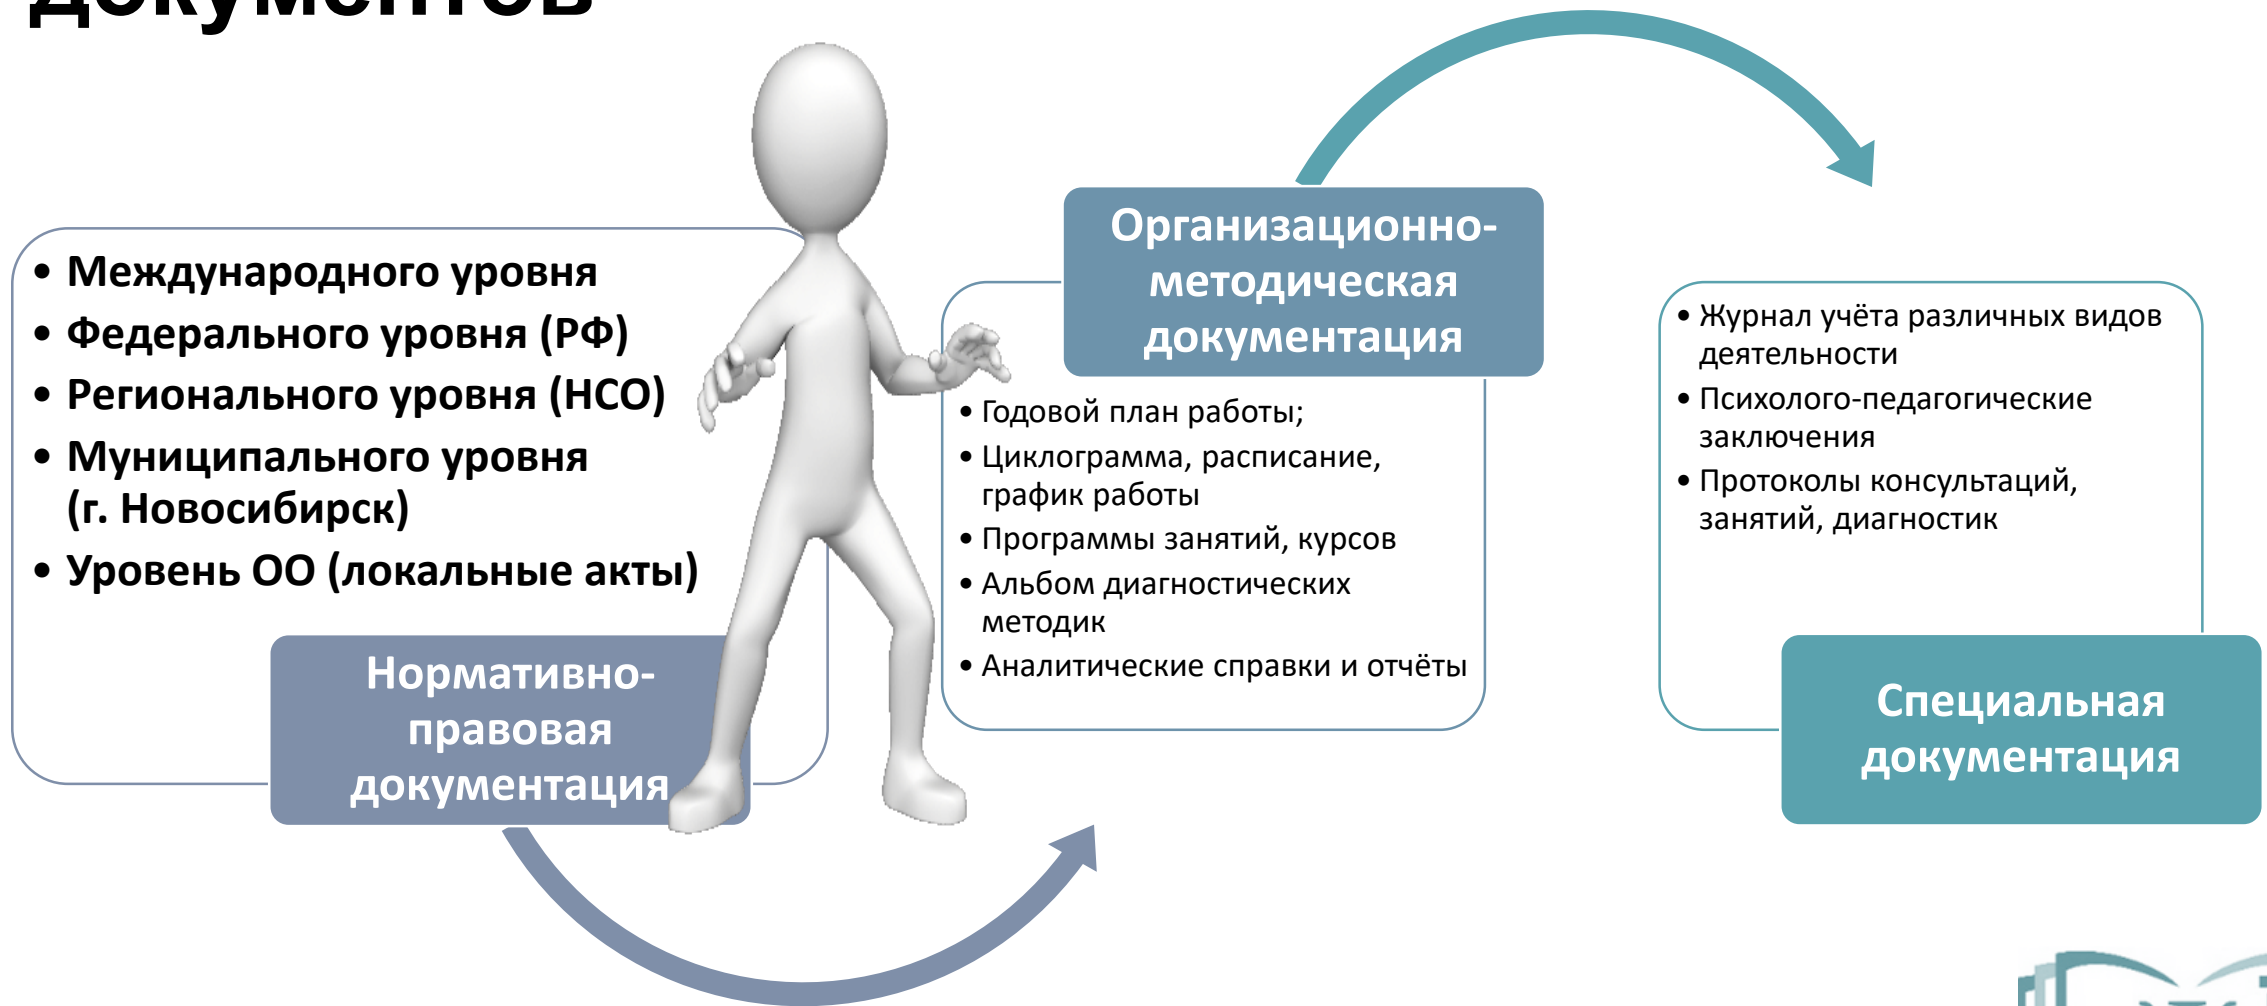 документов
• Международного уровня
• Федерального уровня (РФ)
• Регионального уровня (НСО)
• Муниципального уровня
(г. Новосибирск)
• Уровень ОО (локальные акты)
Нормативно-
правовая
документация
Организационно-
методическая
документация
• Годовой план работы;
• Циклограмма, расписание,
график работы
• Программы занятий, курсов
• Альбом диагностических
методик
• Аналитические справки и отчёты
• Журнал учёта различных видов
деятельности
• Психолого-педагогические
заключения
• Протоколы консультаций,
занятий, диагностик
Специальная
документация